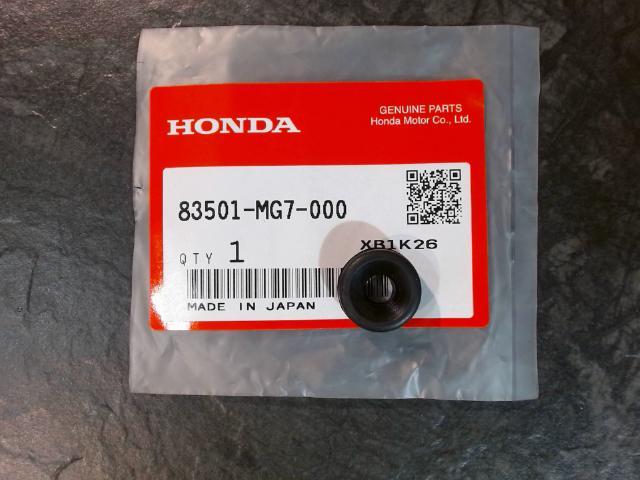 GENUINE PARTS
HONDA
Honda Motor Co., Ltd.
83501-MG7-000
XB1K26
QTY 1
MADE IN JAPAN